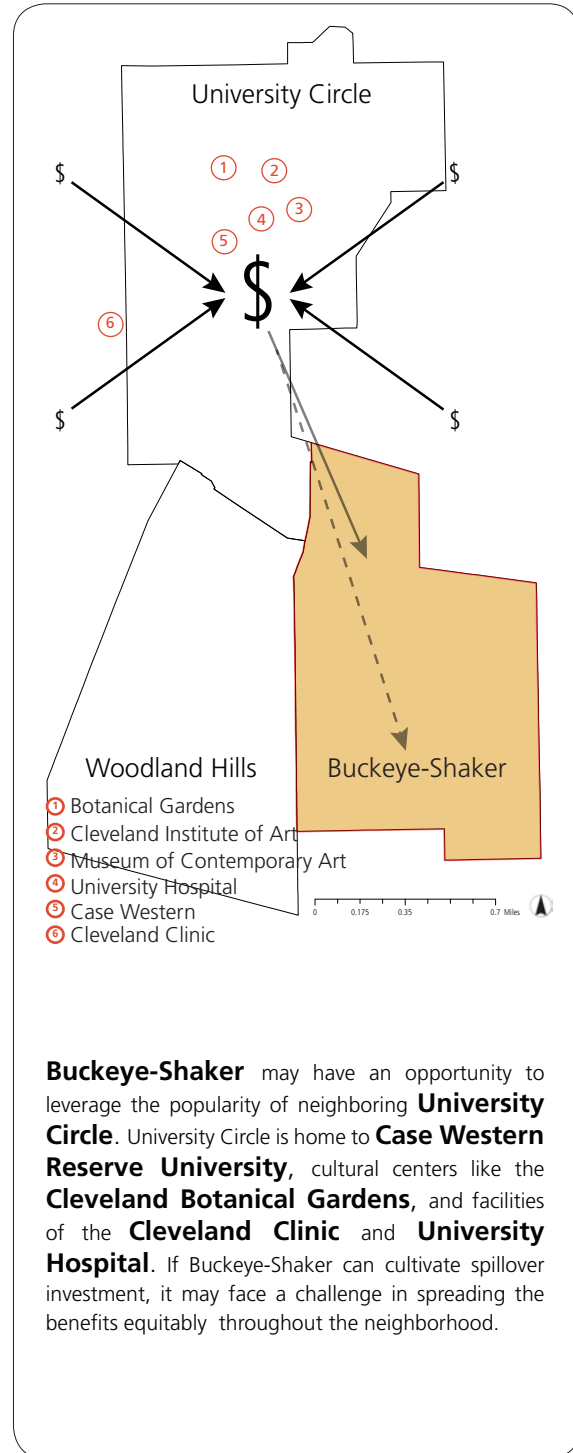 University Circle
1
2
$
$
3
4
5
$
6
$
$
Woodland Hills
Buckeye-Shaker
1 Botanical Gardens
2 Cleveland Institute of Art
3 Museum of Contemporary Art
4 University Hospital
5 Case Western
6 Cleveland Clinic
0 0.175 0.35 0.7 Miles
Buckeye-Shaker may have an opportunity to
leverage the popularity of neighboring University
Circle. University Circle is home to Case Western
Reserve University, cultural centers like the
Cleveland Botanical Gardens, and facilities
of the Cleveland Clinic and University
Hospital. If Buckeye-Shaker can cultivate spillover
investment, it may face a challenge in spreading the
benefits equitably throughout the neighborhood.